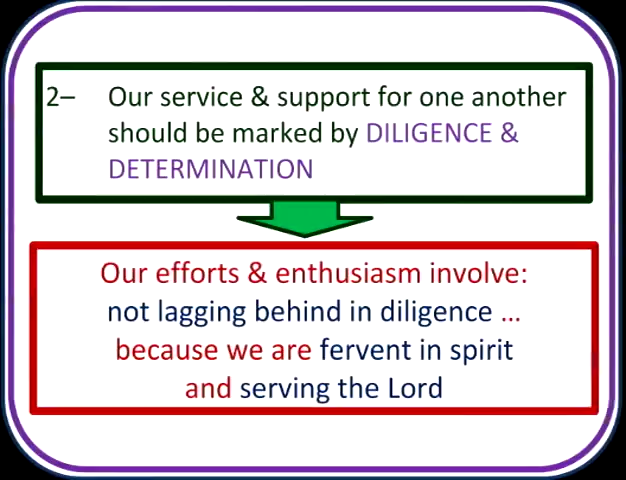 2– Our service & support for one another
should be marked by DILIGENCE &
DETERMINATION
Our efforts & enthusiasm involve:
not lagging behind in diligence ...
because we are fervent in spirit
and serving the Lord